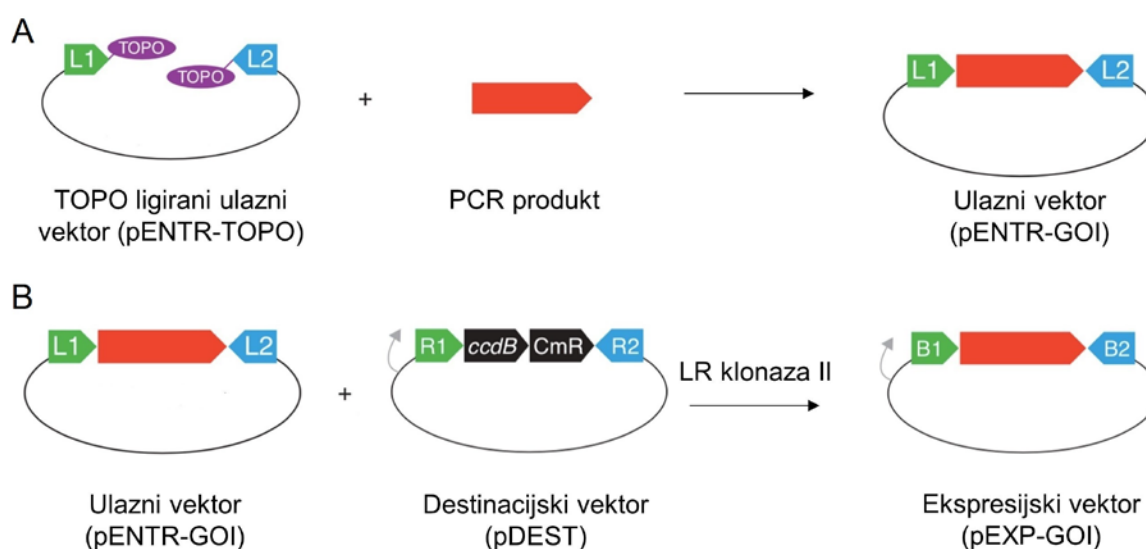 A
L1 TOPO TOPO L2
+
L1 L2
TOPO ligirani ulazni
vektor (pENTR-TOPO)
PCR produkt
Ulazni vektor
(pENTR-GOI)
B
L1 L2
+
R1 ccdB CmR R2
LR klonaza II
B1 B2
Ulazni vektor
(pENTR-GOI)
Destinacijski vektor
(pDEST)
Ekspresijski vektor
(pEXP-GOI)